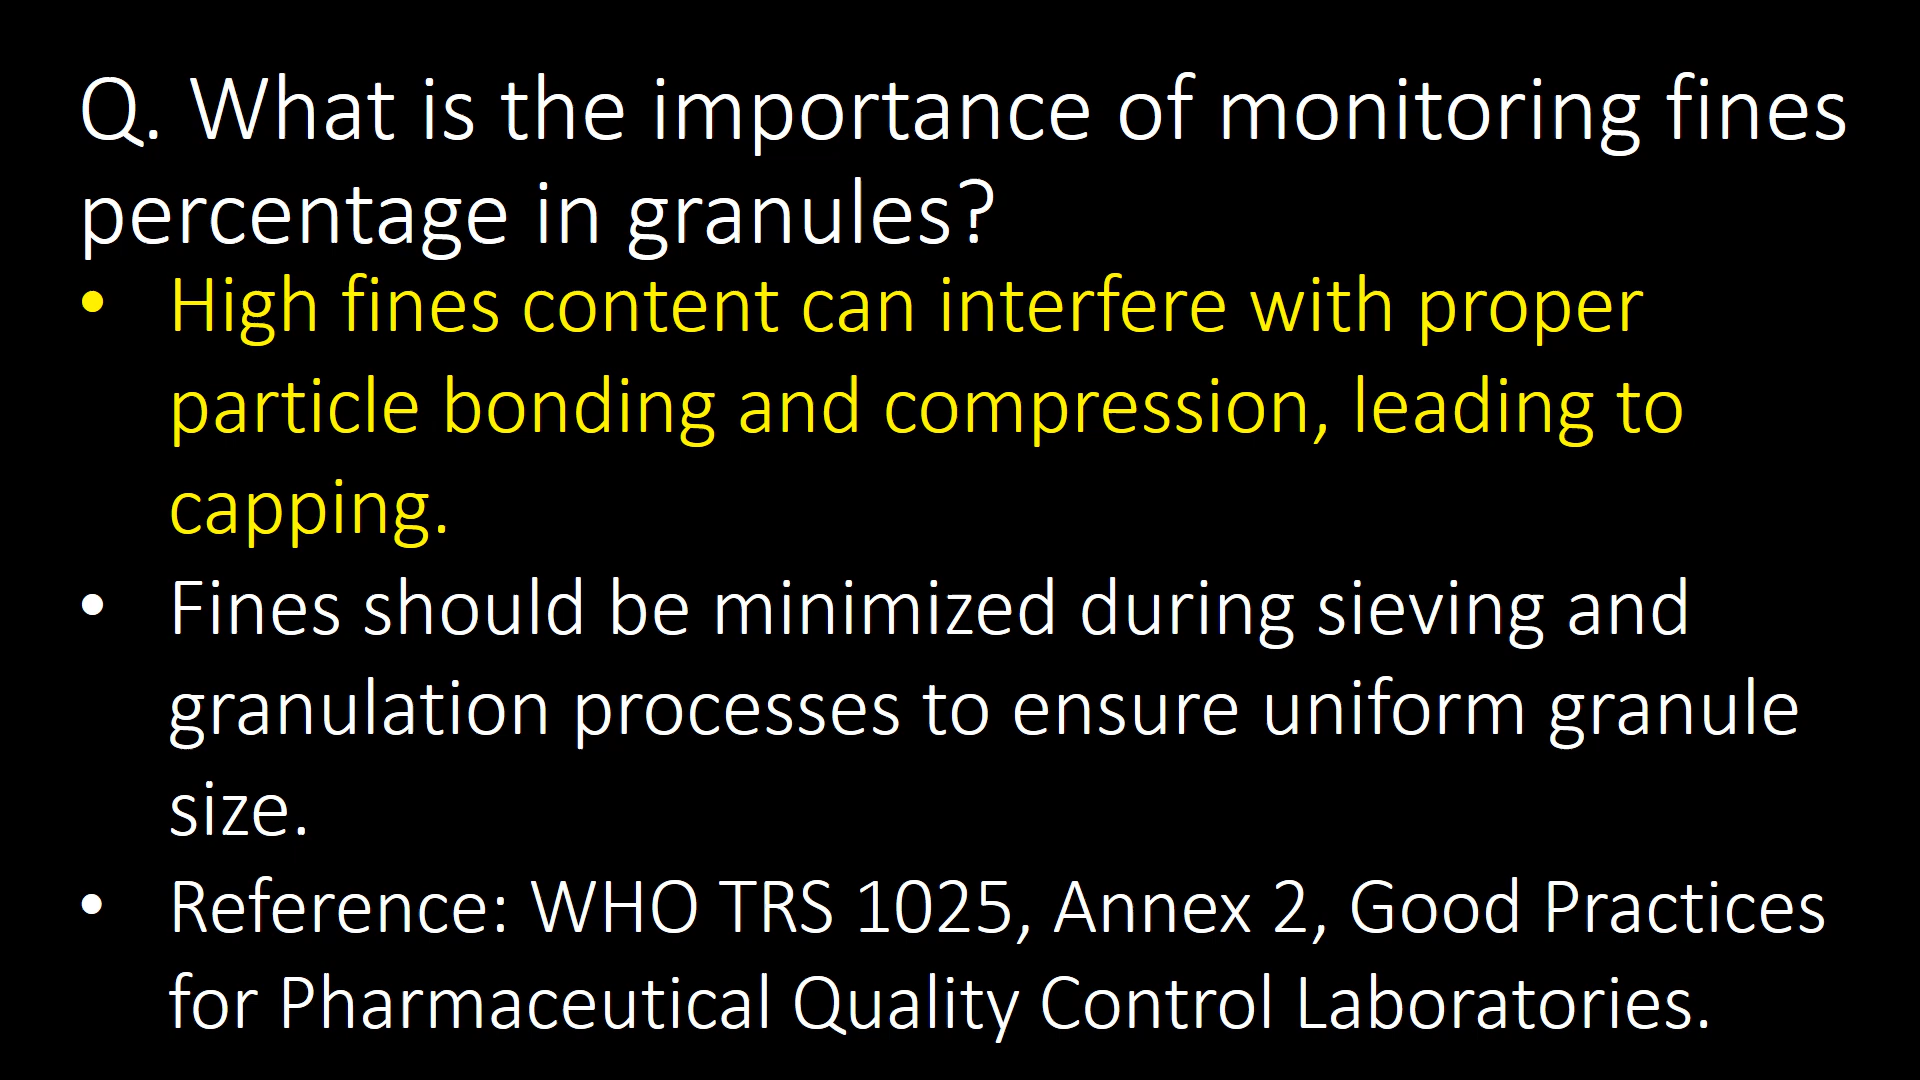 Q. What is the importance of monitoring fines
percentage in granules?
• High fines content can interfere with proper
particle bonding and compression, leading to
capping.
• Fines should be minimized during sieving and
granulation processes to ensure uniform granule
size.
• Reference: WHO TRS 1025, Annex 2, Good Practices
for Pharmaceutical Quality Control Laboratories.